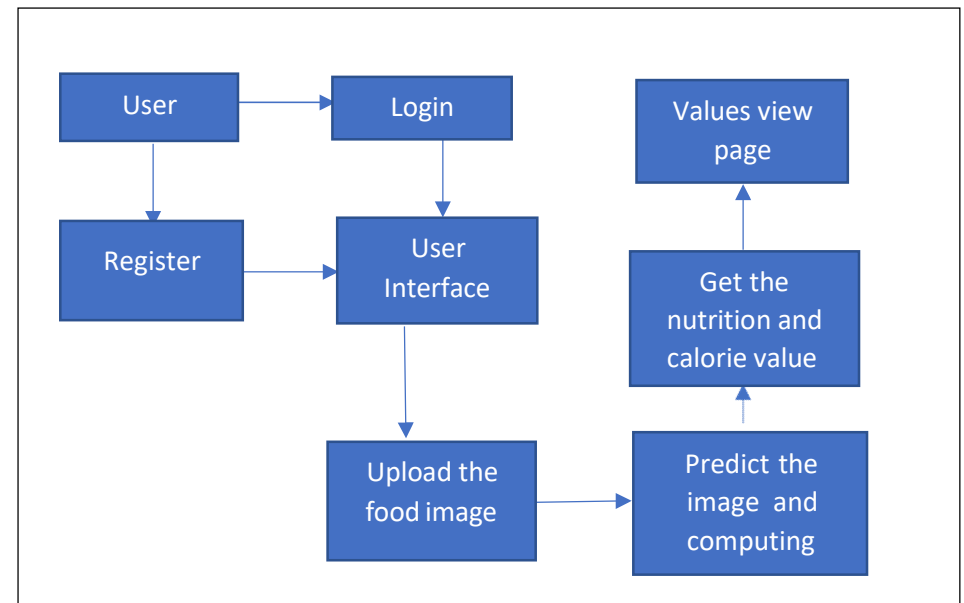 User
Login
Values view
page
Register
User
Interface
Get the
nutrition and
calorie value
Upload the
food image
Predict the
image and
computing